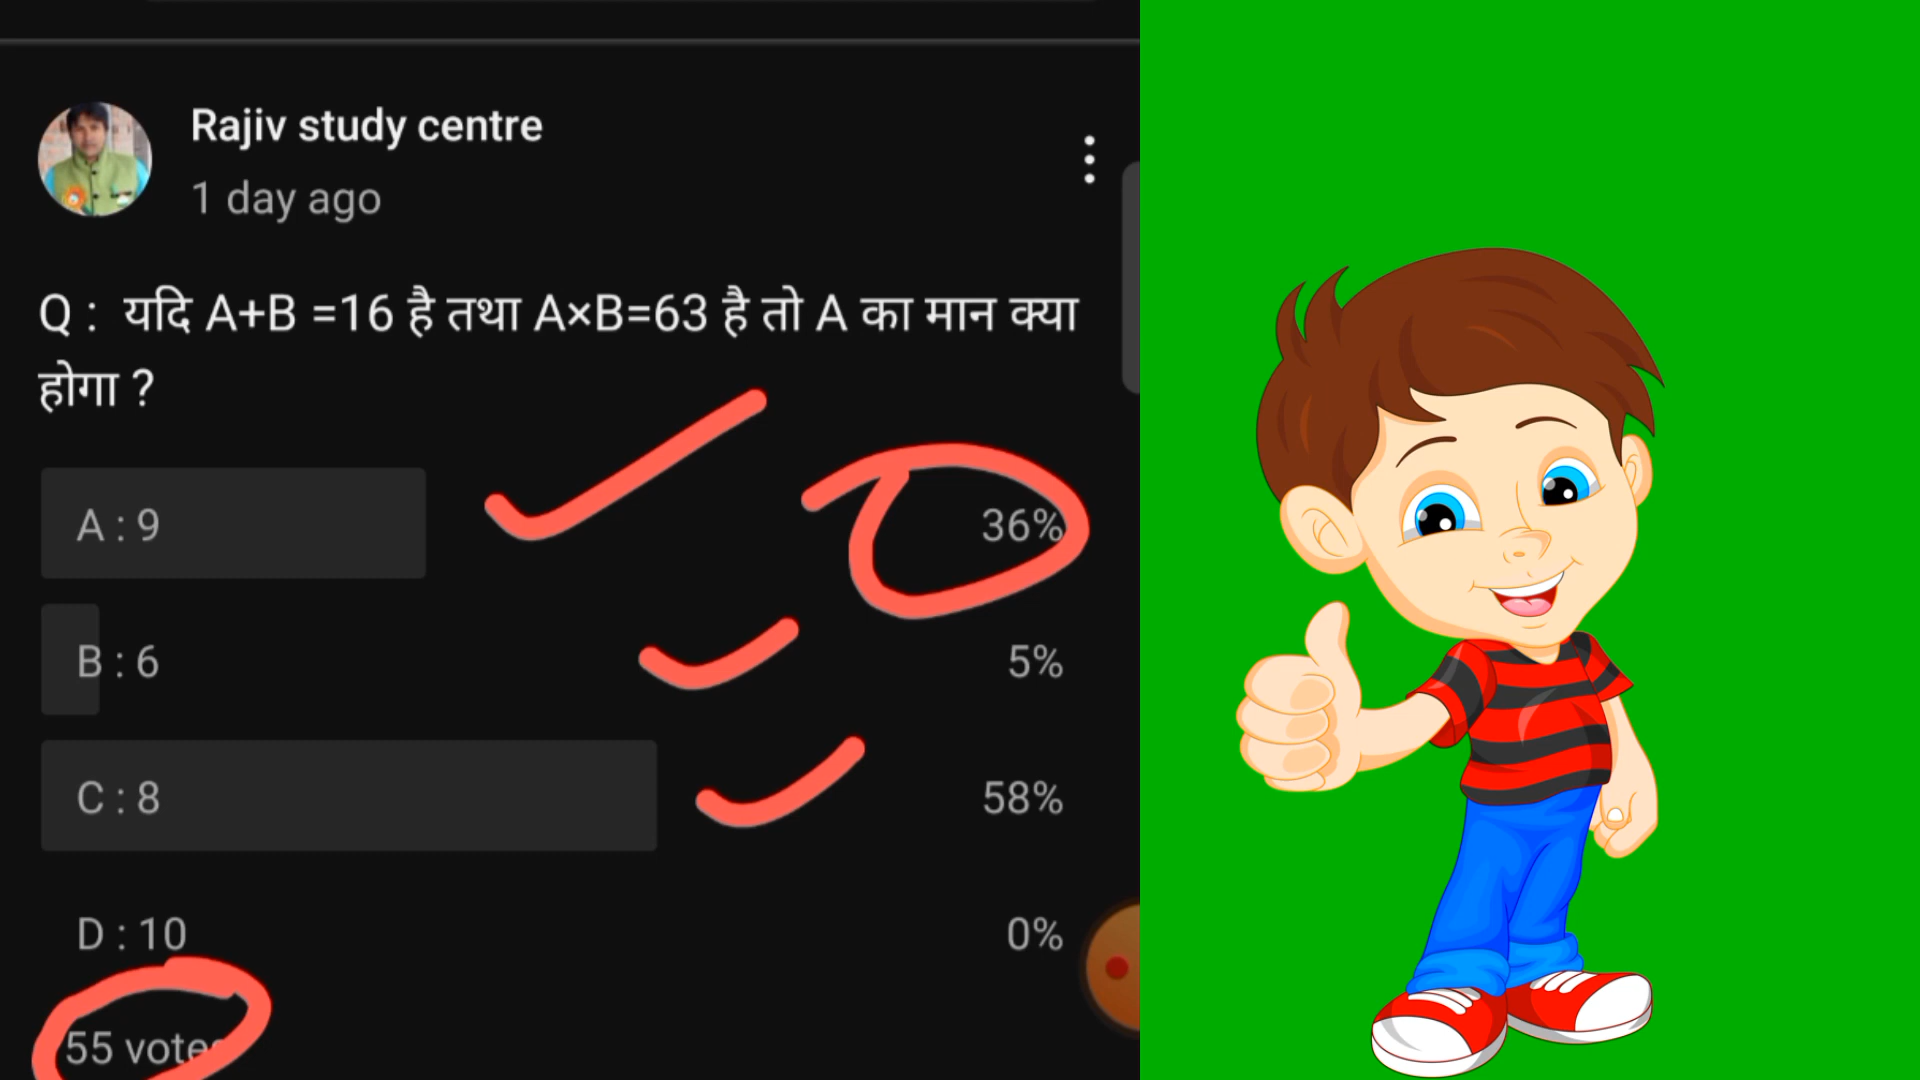 Rajiv study centre
1 day ago
Q : यदि A+B =16 है तथा A×B=63 है तो A का मान क्या
होगा ?
A : 9 36%
B : 6 5%
C : 8 58%
D : 10 0%
55 votes